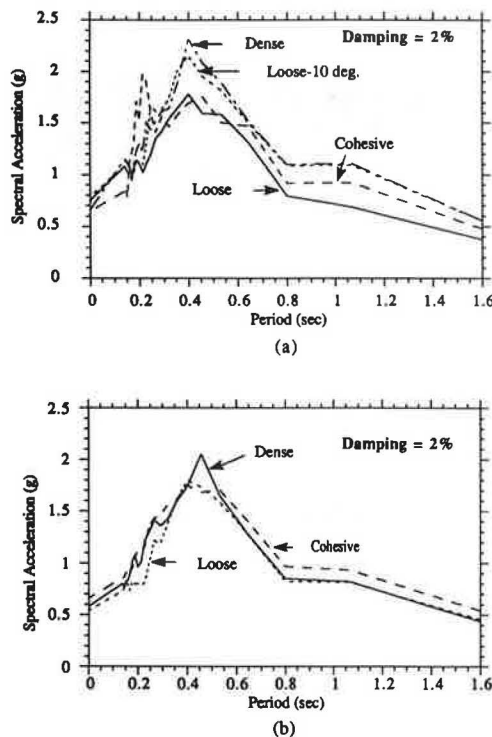 (a)
2.5
2
1.5
1
0.5
0
Spectral Acceleration (g)
Damping = 2%
Dense
Loose-10 deg.
Cohesive
Loose
0 0.2 0.4 0.6 0.8 1 1.2 1.4 1.6
Period (sec)
(a)
2.5
2
1.5
1
0.5
0
Spectral Acceleration (g)
Damping = 2%
Dense
Cohesive
Loose
0 0.2 0.4 0.6 0.8 1 1.2 1.4 1.6
Period (sec)
(b)